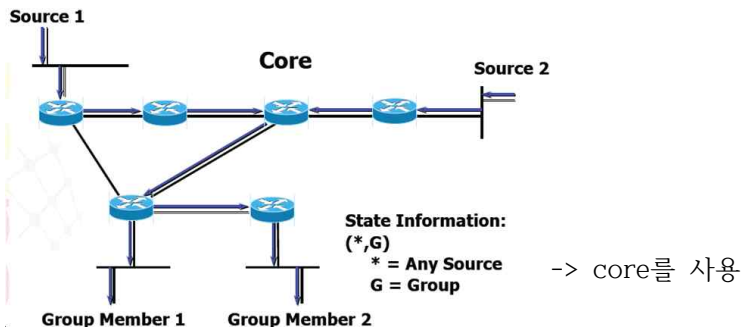 Source 1
Core
Source 2
State Information:
(*,G)
* = Any Source
G = Group
-> core를 사용
Group Member 1
Group Member 2